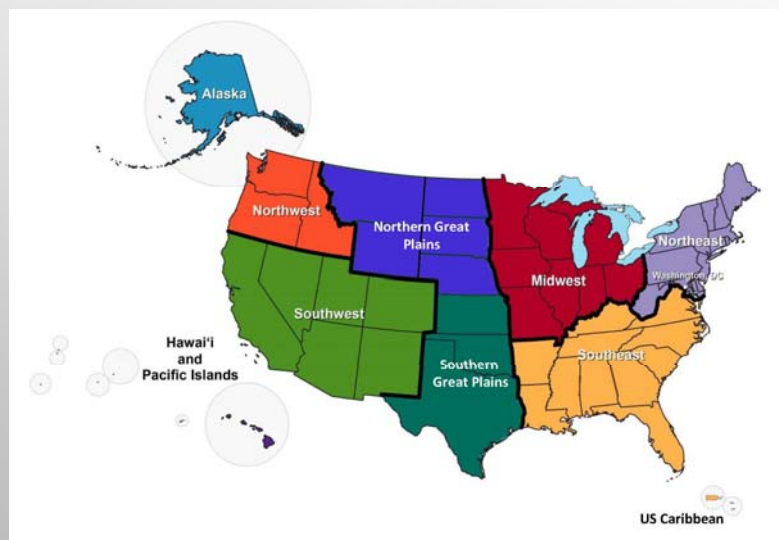 Alaska
Northwest
Northern Great
Plains
Midwest
Northeast
Washington, DC
Southwest
Hawai‘i
and
Pacific Islands
Southern
Great Plains
Southeast
US Caribbean